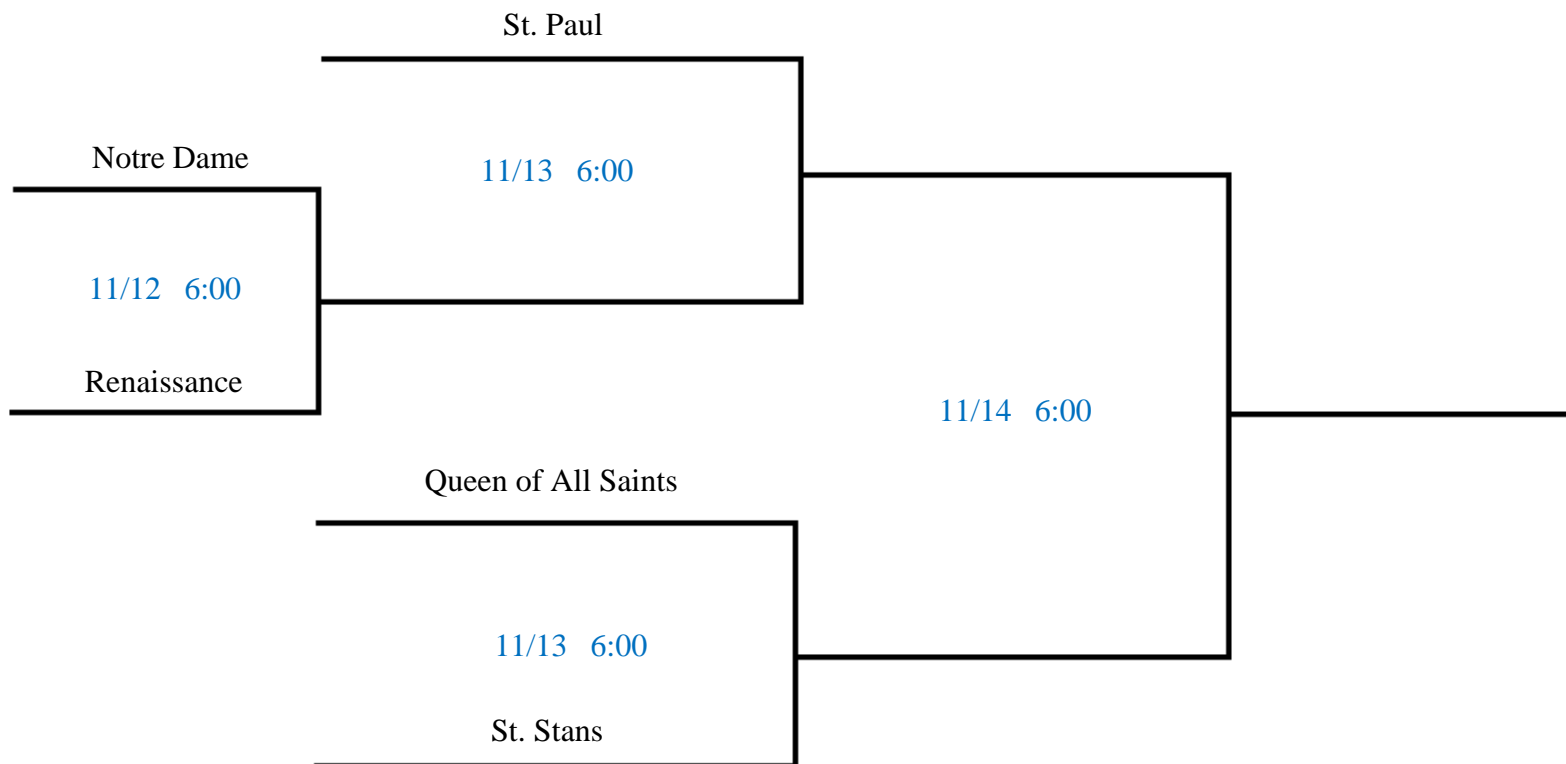 St. Paul
Notre Dame
11/13 6:00
11/12 6:00
Renaissance
11/14 6:00
Queen of All Saints
11/13 6:00
St. Stans